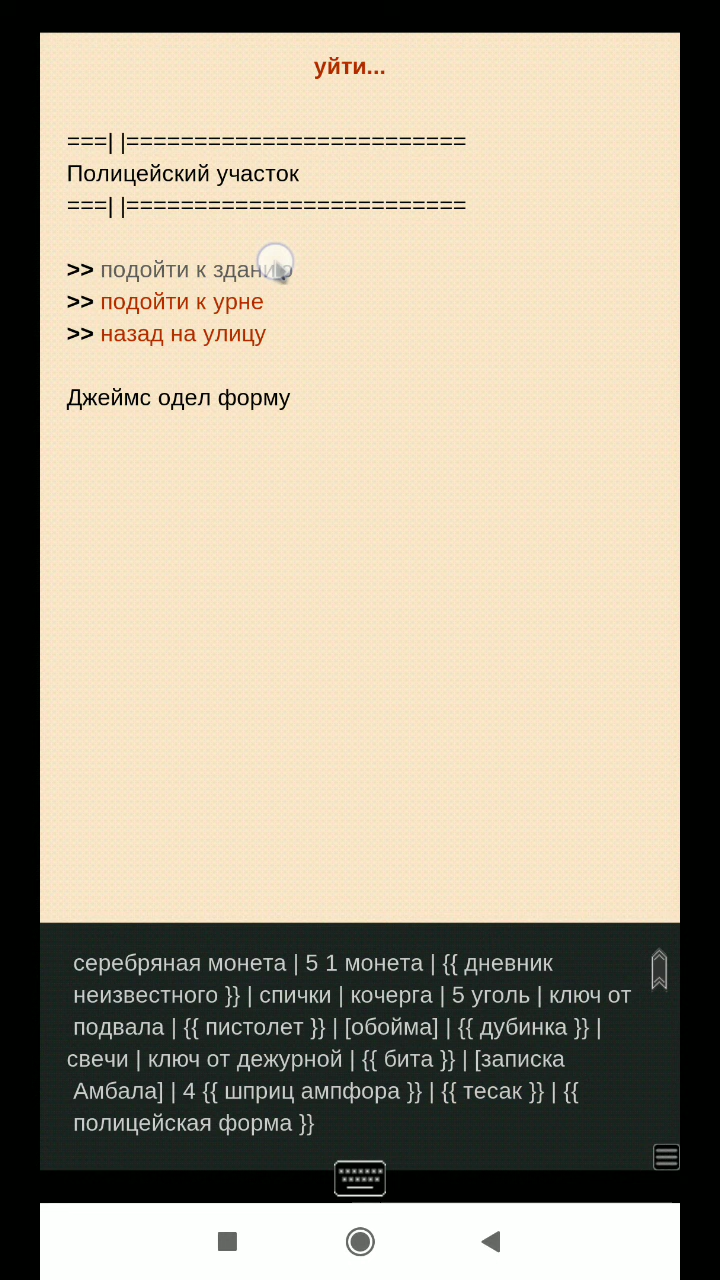 уйти...
===| |=========================
Полицейский участок
===| |=========================
>> подойти к зданию
>> подойти к урне
>> назад на улицу
Джеймс одел форму
серебряная монета | 5 1 монета | {{ дневник
неизвестного }} | спички | кочерга | 5 уголь | ключ от
подвала | {{ пистолет }} | [обойма] | {{ дубинка }} |
свечи | ключ от дежурной | {{ бита }} | [записка
Амбала] | 4 {{ шприц ампфора }} | {{ тесак }} | {{
полицейская форма }}